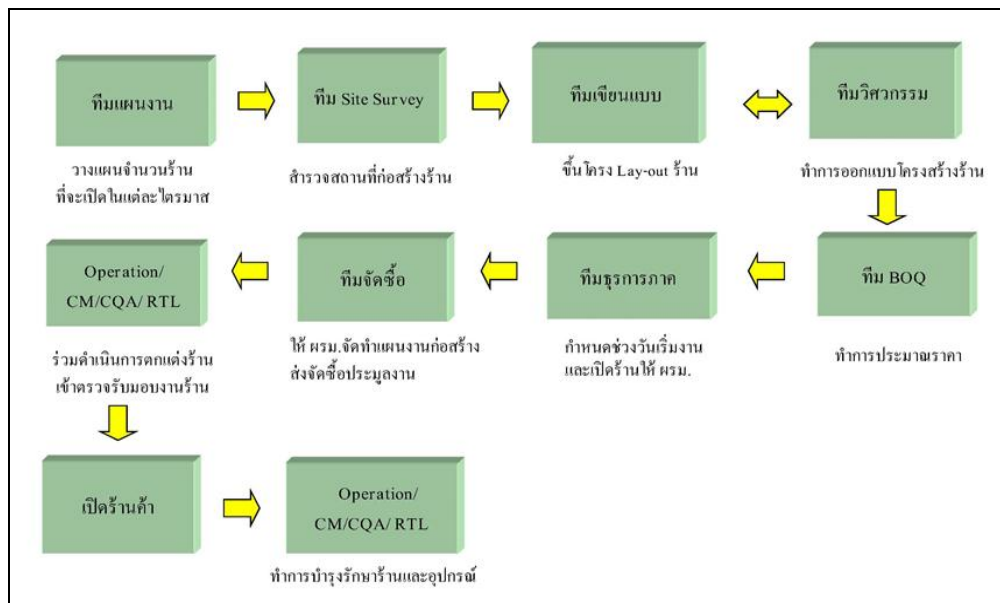 ทีมแผนงาน
วางแผนจำนวนร้าน
ที่จะเปิดในแต่ละไตรมาส
ทีม Site Survey
สำรวจสถานที่ก่อสร้างร้าน
ทีมเขียนแบบ
ขึ้นโครง Lay-out ร้าน
ทีมวิศวกรรม
ทำการออกแบบโครงสร้างร้าน
ทีม BOQ
ทำการประมาณราคา
ทีมธุรการภาค
กำหนดช่วงวันเริ่มงาน
และเปิดร้านให้ ผรม.
ทีมจัดซื้อ
ให้ ผรม.จัดทำแผนงานก่อสร้าง
ส่งจัดซื้อประมูลงาน
Operation/
CM/CQA/ RTL
ร่วมดำเนินการตกแต่งร้าน
เข้าตรวจรับมอบงานร้าน
เปิดร้านค้า
Operation/
CM/CQA/ RTL
ทำการบำรุงรักษาร้านและอุปกรณ์